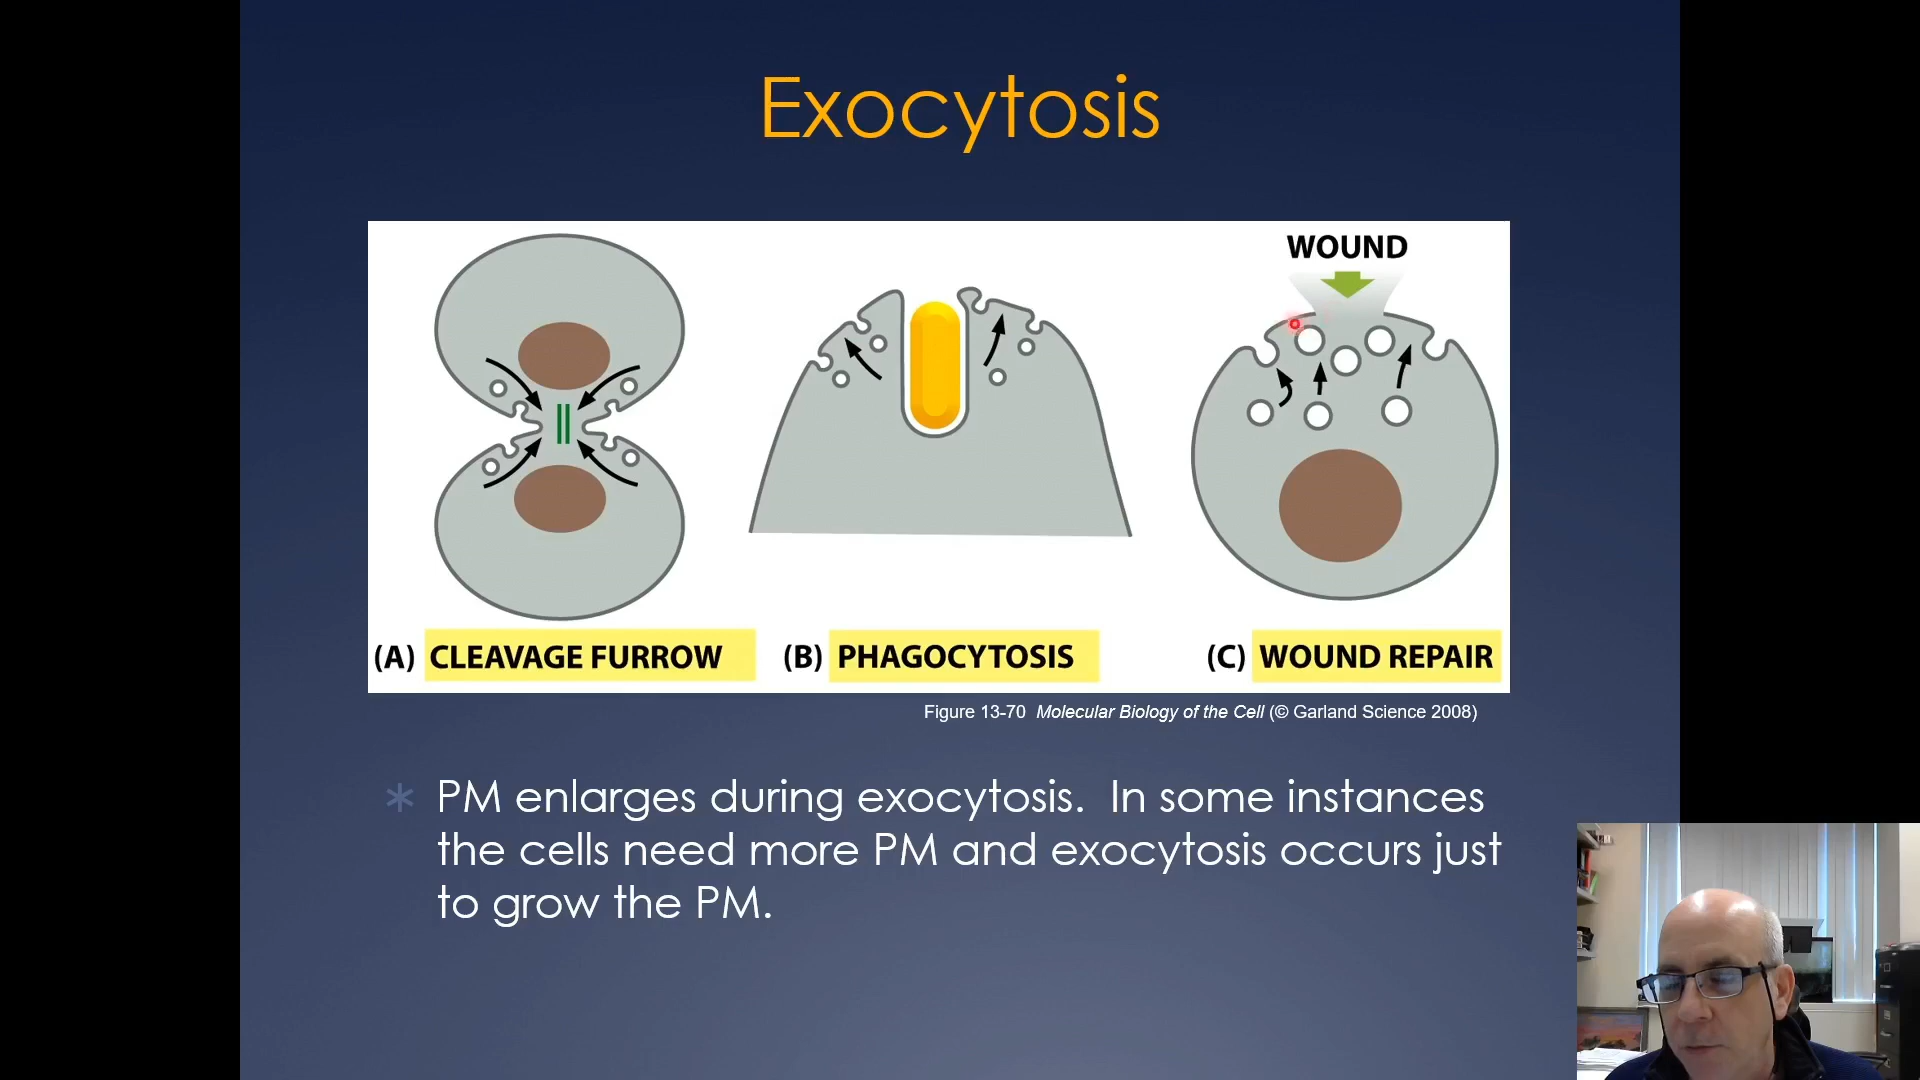 Exocytosis
WOUND
(A) CLEAVAGE FURROW (B) PHAGOCYTOSIS (C) WOUND REPAIR
Figure 13-70 Molecular Biology of the Cell (© Garland Science 2008)
PM enlarges during exocytosis. In some instances
the cells need more PM and exocytosis occurs just
to grow the PM.